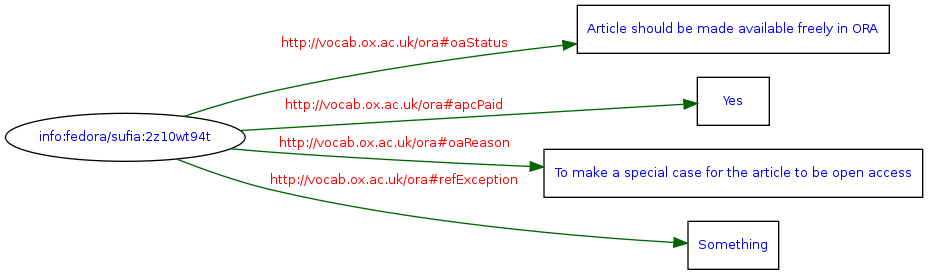 http://vocab.ox.ac.uk/ora#oaStatus
Article should be made available freely in ORA
http://vocab.ox.ac.uk/ora#apcPaid
Yes
info:fedora/sufia:2z10wt94t
http://vocab.ox.ac.uk/ora#oaReason
To make a special case for the article to be open access
http://vocab.ox.ac.uk/ora#refException
Something